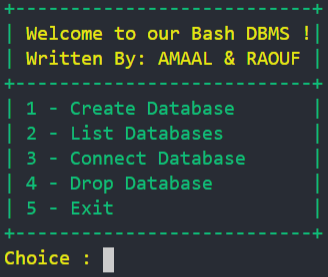 +---------------------------+
| Welcome to our Bash DBMS !|
| Written By: AMAAL & RAOUF |
+---------------------------+
| 1 - Create Database       |
| 2 - List Databases        |
| 3 - Connect Database      |
| 4 - Drop Database         |
| 5 - Exit                  |
+---------------------------+
Choice :